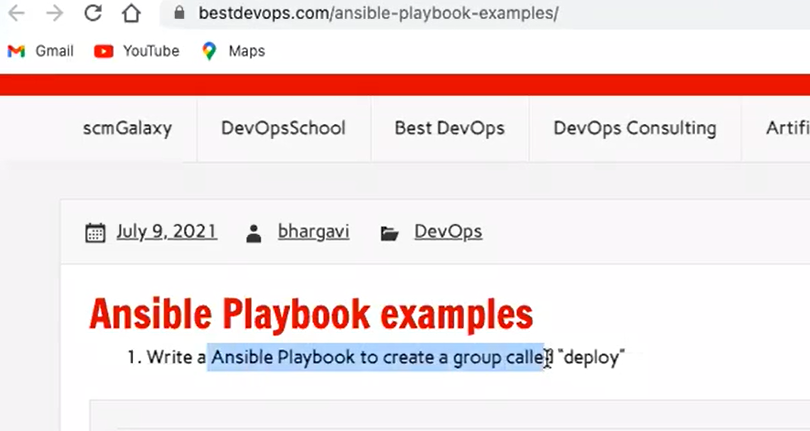 bestdevops.com/ansible-playbook-examples/
Gmail YouTube Maps
scmGalaxy DevOpsSchool Best DevOps DevOps Consulting Artifi
July 9, 2021 bhargavi DevOps
Ansible Playbook examples
1. Write a Ansible Playbook to create a group called "deploy"